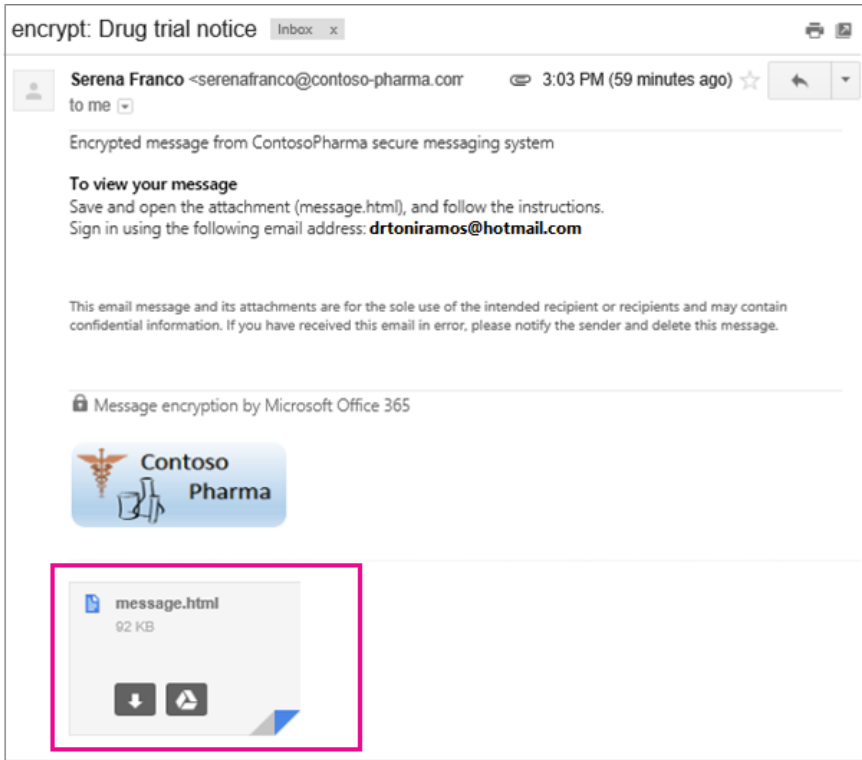 encrypt: Drug trial notice Inbox x
Serena Franco <serenafranco@contoso-pharma.com 3:03 PM (59 minutes ago)
to me
Encrypted message from ContosoPharma secure messaging system
To view your message
Save and open the attachment (message.html), and follow the instructions.
Sign in using the following email address: drtoniramos@hotmail.com
This email message and its attachments are for the sole use of the intended recipient or recipients and may contain
confidential information. If you have received this email in error, please notify the sender and delete this message.
Message encryption by Microsoft Office 365
Contoso
Pharma
message.html
92 KB